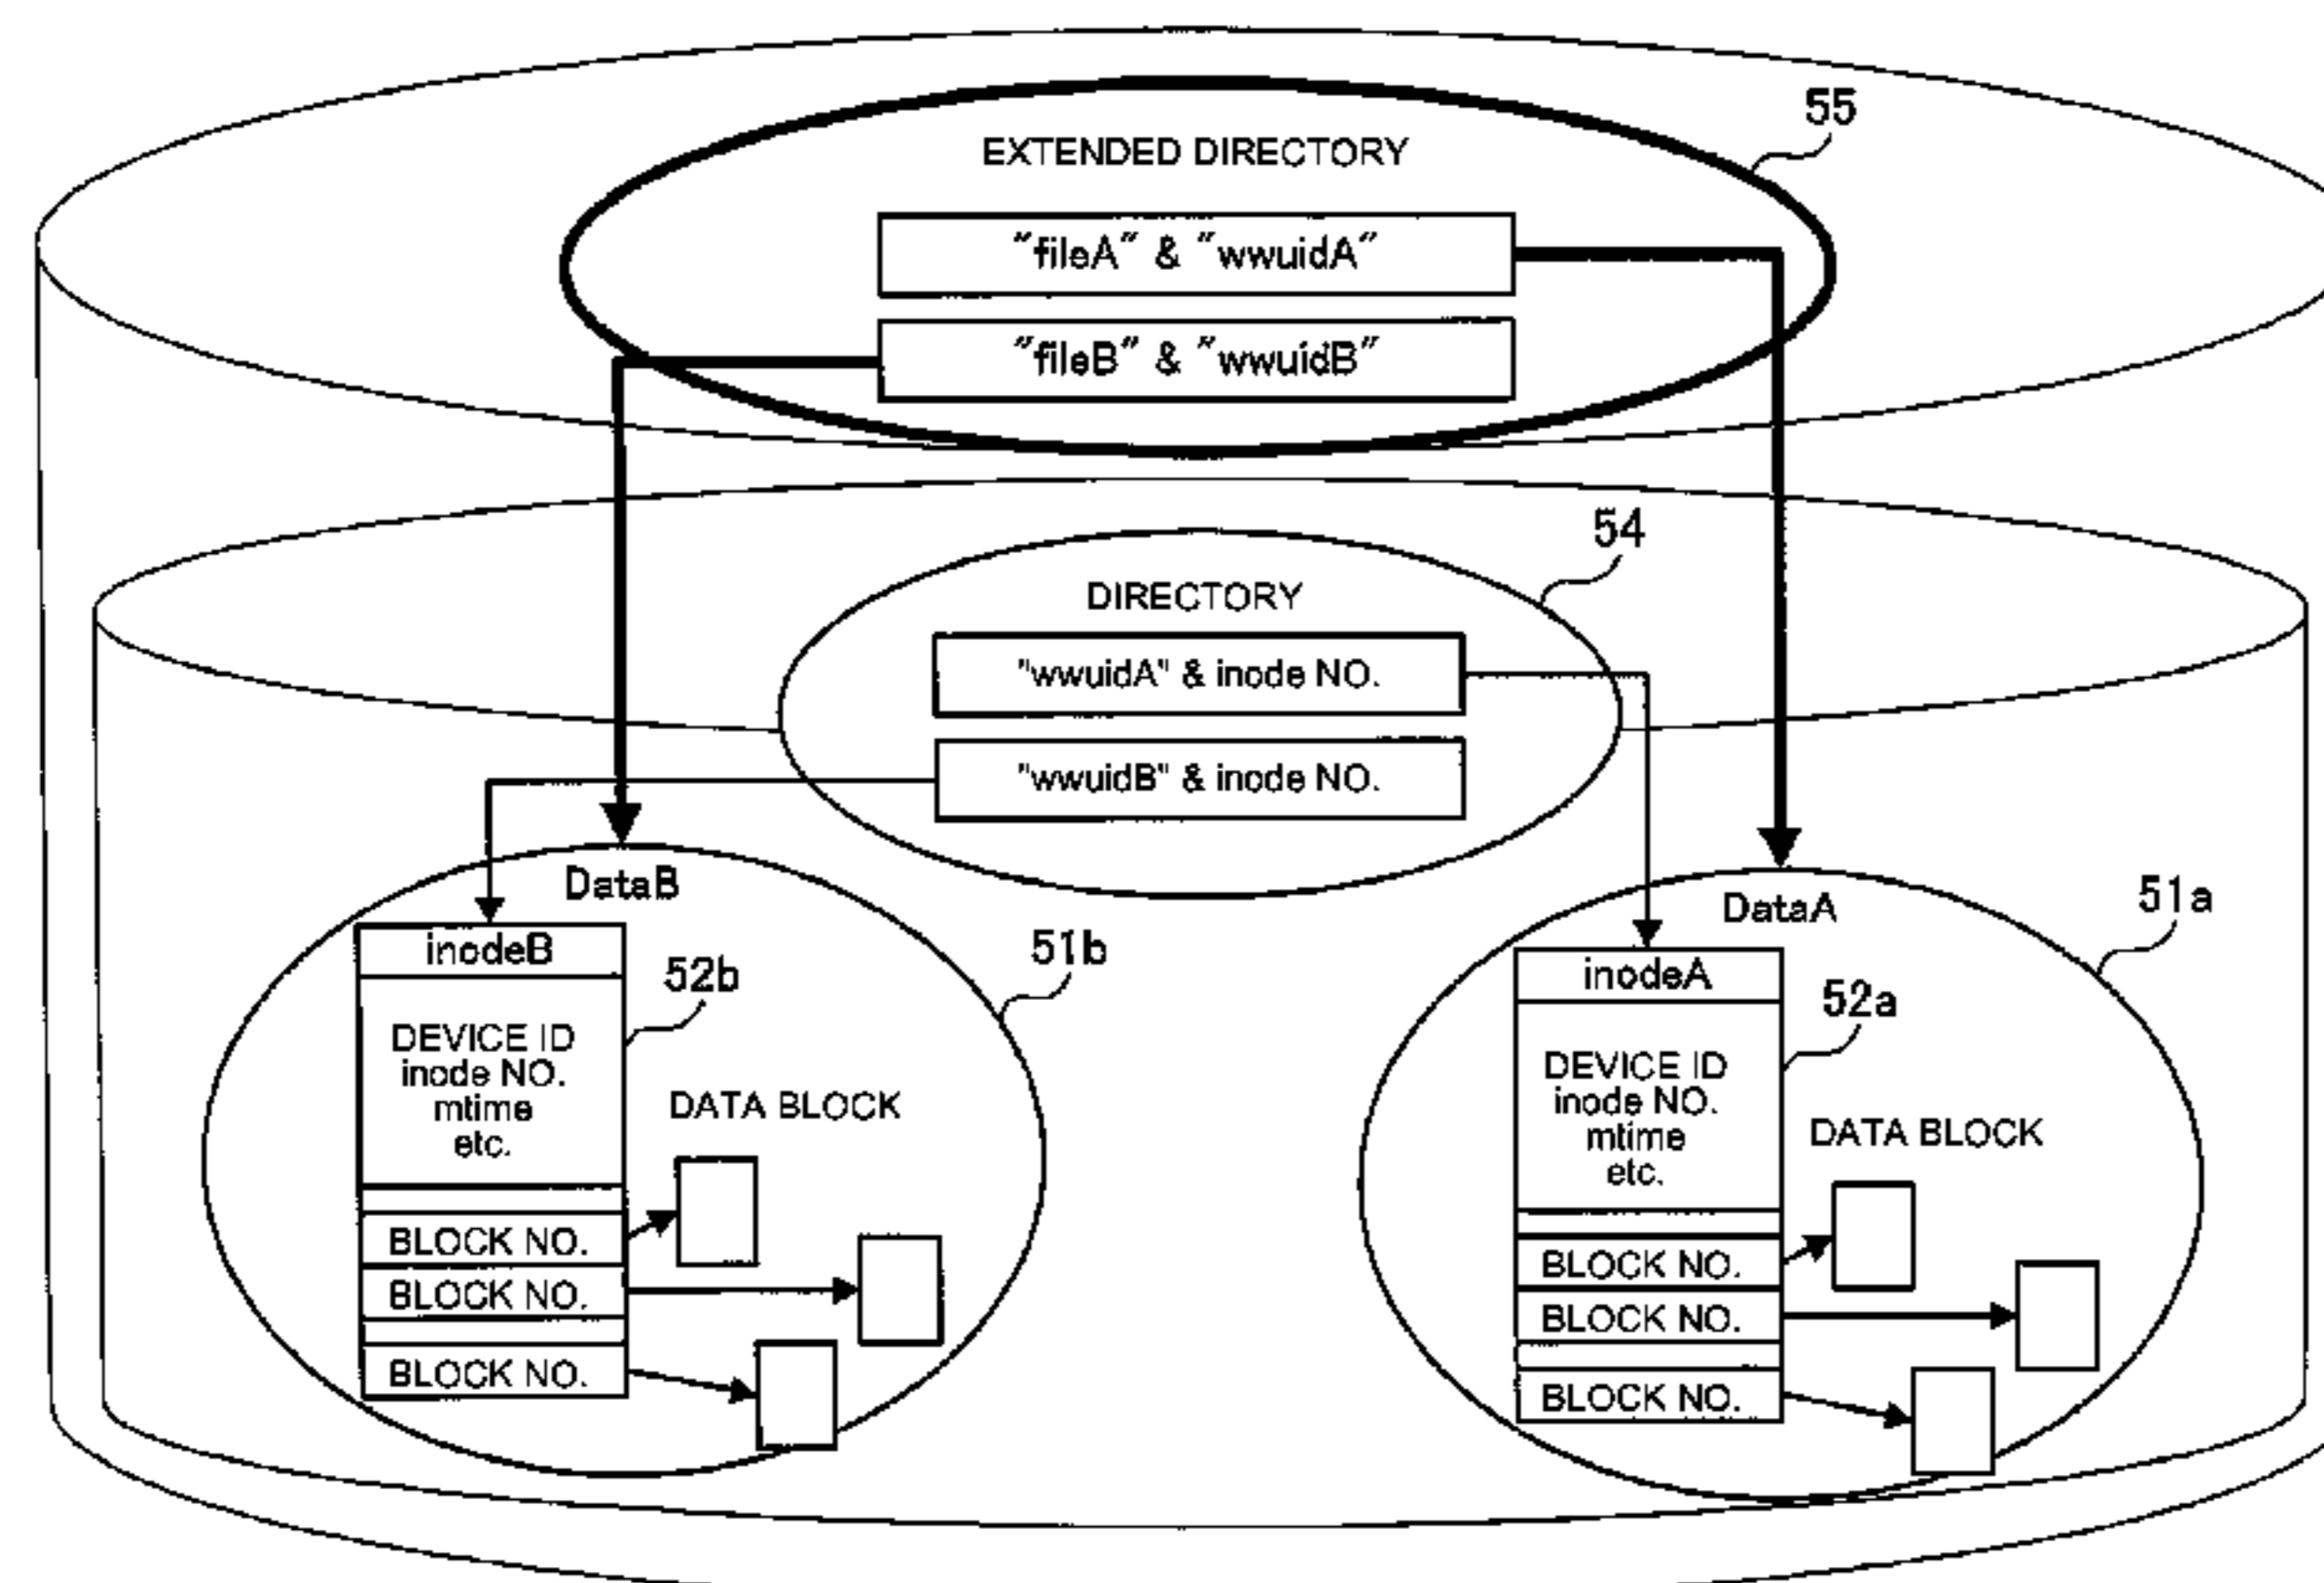 55
EXTENDED DIRECTORY
"fileA" & "wwuidA"
"fileB" & "wwuidB"
54
DIRECTORY
"wwuidA" & inode NO.
"wwuidB" & inode NO.
DataB
inodeB
52b
51b
DEVICE ID
inode NO.
mtime
etc.
DATA BLOCK
BLOCK NO.
BLOCK NO.
BLOCK NO.
DataA
51a
inodeA
52a
DEVICE ID
inode NO.
mtime
etc.
DATA BLOCK
BLOCK NO.
BLOCK NO.
BLOCK NO.